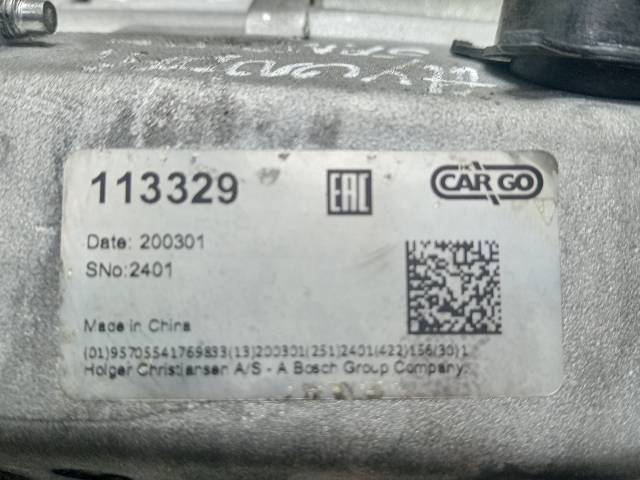 113329
EAC
CARGO
Date: 200301
SNo:2401
Made in China
(01)95705541769833(13)200301(251)2401(422)156(30)1
Holger Christiansen A/S - A Bosch Group Company.